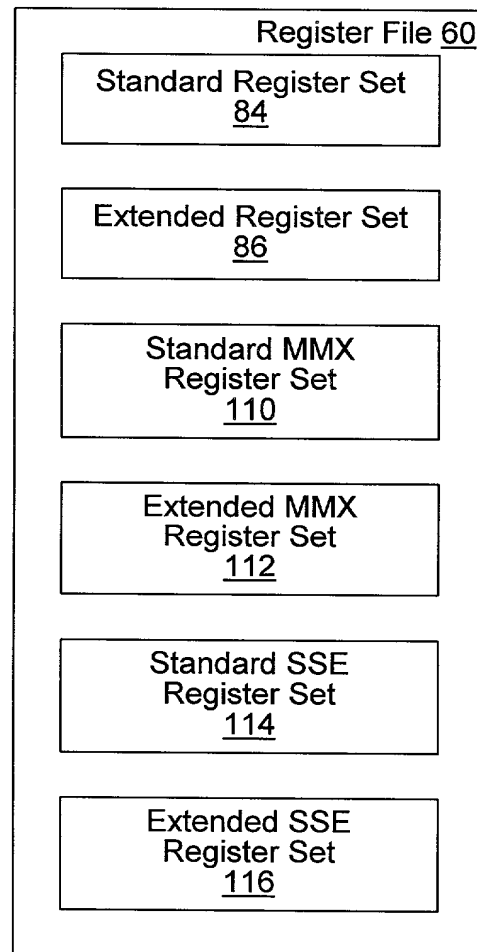 Register File 60
Standard Register Set
84
Extended Register Set
86
Standard MMX
Register Set
110
Extended MMX
Register Set
112
Standard SSE
Register Set
114
Extended SSE
Register Set
116